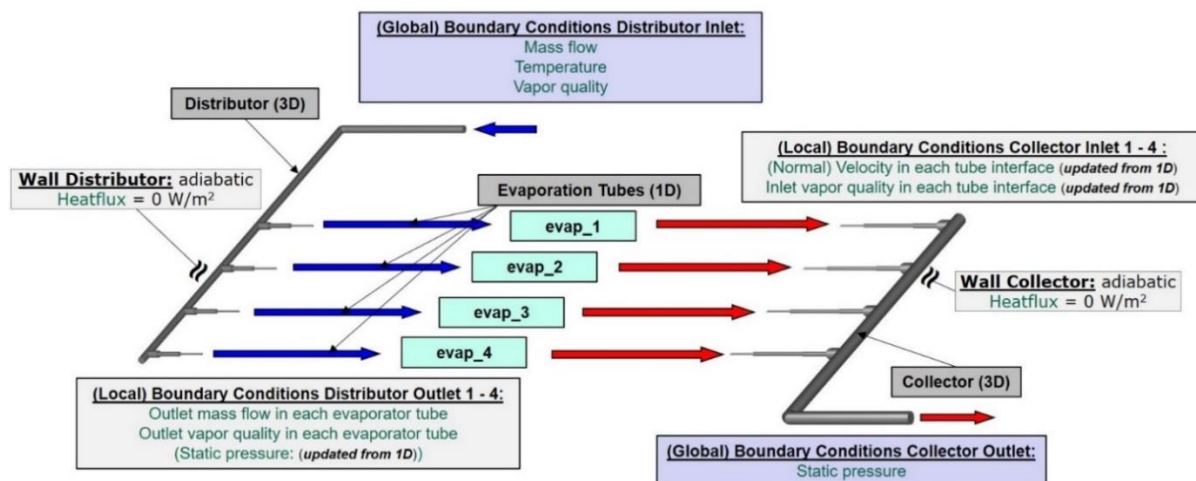 (Global) Boundary Conditions Distributor Inlet:
Mass flow
Temperature
Vapor quality
Distributor (3D)
(Local) Boundary Conditions Collector Inlet 1 - 4 :
(Normal) Velocity in each tube interface (updated from 1D)
Inlet vapor quality in each tube interface (updated from 1D)
Wall Distributor: adiabatic
Heatflux = 0 W/m²
Evaporation Tubes (1D)
evap_1
evap_2
evap_3
evap_4
Wall Collector: adiabatic
Heatflux = 0 W/m²
Collector (3D)
(Local) Boundary Conditions Distributor Outlet 1 - 4:
Outlet mass flow in each evaporator tube
Outlet vapor quality in each evaporator tube
(Static pressure: (updated from 1D))
(Global) Boundary Conditions Collector Outlet:
Static pressure